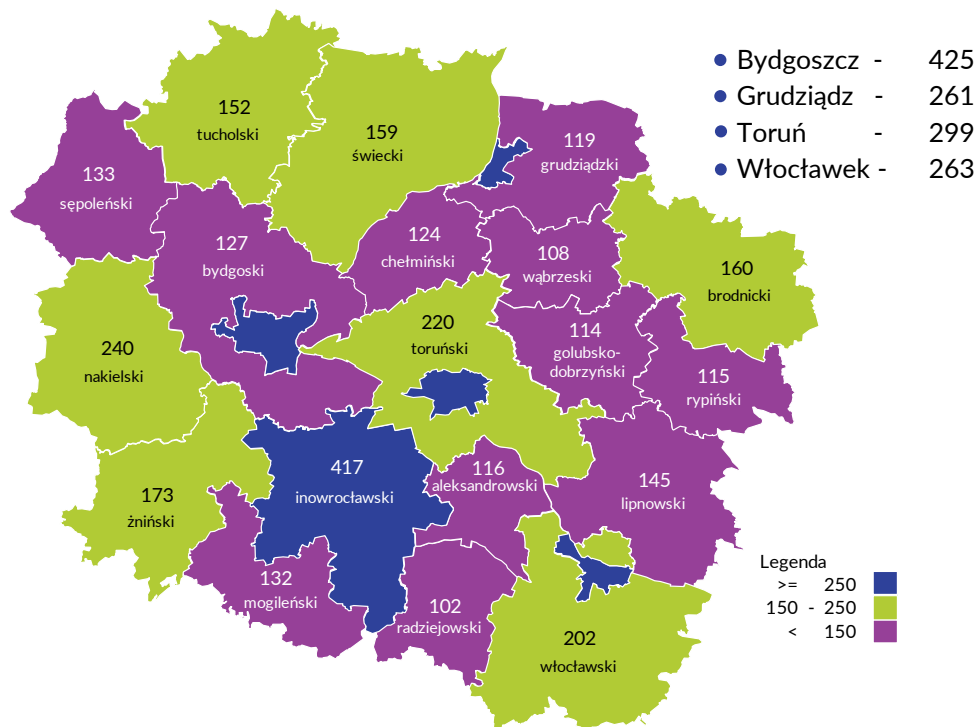 Bydgoszcz - 425
Grudziądz - 261
Toruń - 299
Włocławek - 263
152
tucholski
159
świecki
119
grudziądzki
133
sępoleński
127
bydgoski
124
chełmiński
108
wąbrzeski
160
brodnicki
240
nakielski
220
toruński
114
golubsko-
dobrzyński
115
rypiński
173
żniński
417
inowrocławski
116
aleksandrowski
145
lipnowski
132
mogileński
102
radziejowski
202
włocławski
Legenda
>= 250
150 - 250
< 150